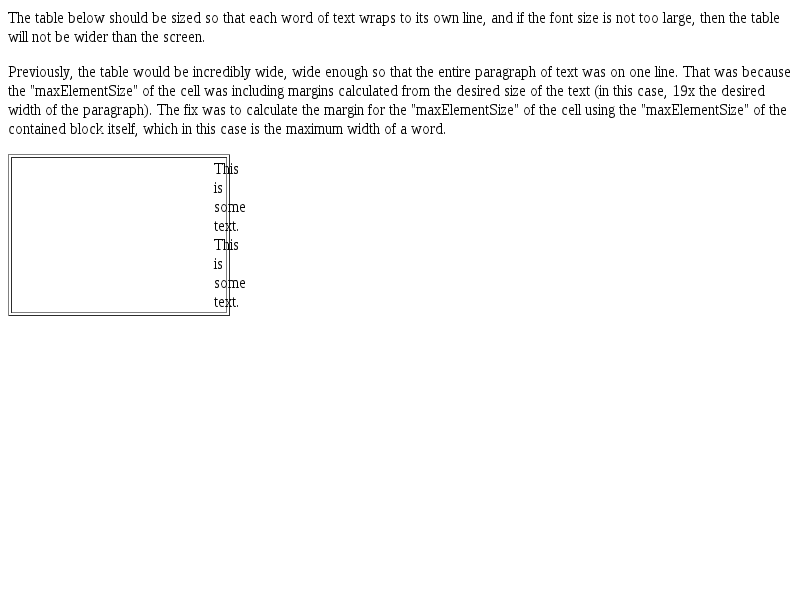 The table below should be sized so that each word of text wraps to its own line, and if the font size is not too large, then the table
will not be wider than the screen.
Previously, the table would be incredibly wide, wide enough so that the entire paragraph of text was on one line. That was because
the "maxElementSize" of the cell was including margins calculated from the desired size of the text (in this case, 19x the desired
width of the paragraph). The fix was to calculate the margin for the "maxElementSize" of the cell using the "maxElementSize" of the
contained block itself, which in this case is the maximum width of a word.
This
is
some
text.
This
is
some
text.